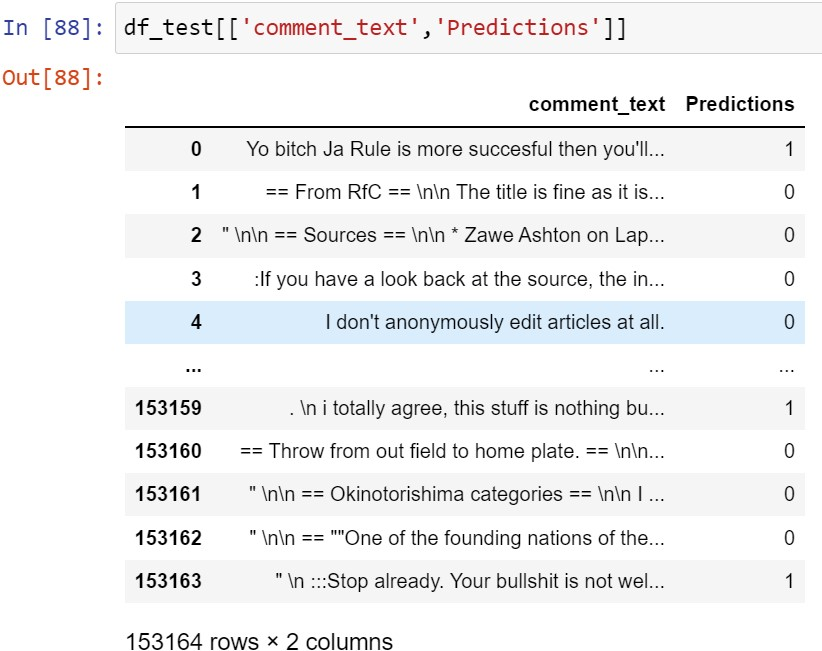 In [88]: df_test[['comment_text','Predictions']]
Out[88]:
comment_text Predictions
0 Yo bitch Ja Rule is more succesful then you'll... 1
1 == From RfC == \n\n The title is fine as it is... 0
2 " \n\n == Sources == \n\n * Zawe Ashton on Lap... 0
3 :If you have a look back at the source, the in... 0
4 I don't anonymously edit articles at all. 0
... ... ...
153159 . \n i totally agree, this stuff is nothing bu... 1
153160 == Throw from out field to home plate. == \n\n... 0
153161 " \n\n == Okinotorishima categories == \n\n I ... 0
153162 " \n\n == ""One of the founding nations of the... 0
153163 " \n :::Stop already. Your bullshit is not wel... 1
153164 rows × 2 columns